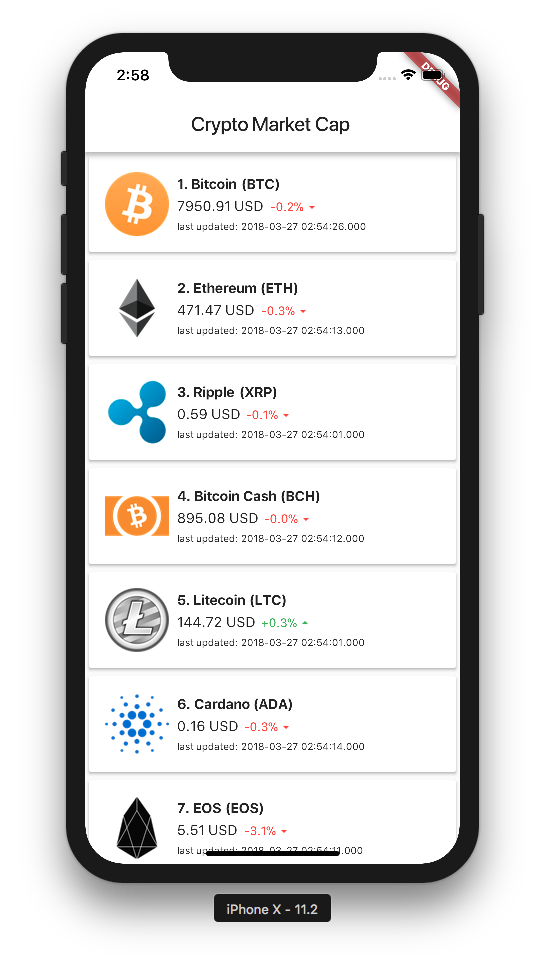 2:58
DEBUG
Crypto Market Cap
1. Bitcoin (BTC)
7950.91 USD -0.2%
last updated: 2018-03-27 02:54:26.000
2. Ethereum (ETH)
471.47 USD -0.3%
last updated: 2018-03-27 02:54:13.000
3. Ripple (XRP)
0.59 USD -0.1%
last updated: 2018-03-27 02:54:01.000
4. Bitcoin Cash (BCH)
895.08 USD -0.0%
last updated: 2018-03-27 02:54:12.000
5. Litecoin (LTC)
144.72 USD +0.3%
last updated: 2018-03-27 02:54:01.000
6. Cardano (ADA)
0.16 USD -0.3%
last updated: 2018-03-27 02:54:14.000
7. EOS (EOS)
5.51 USD -3.1%
last updated: 2018-03-27 02:54:11.000
iPhone X - 11.2